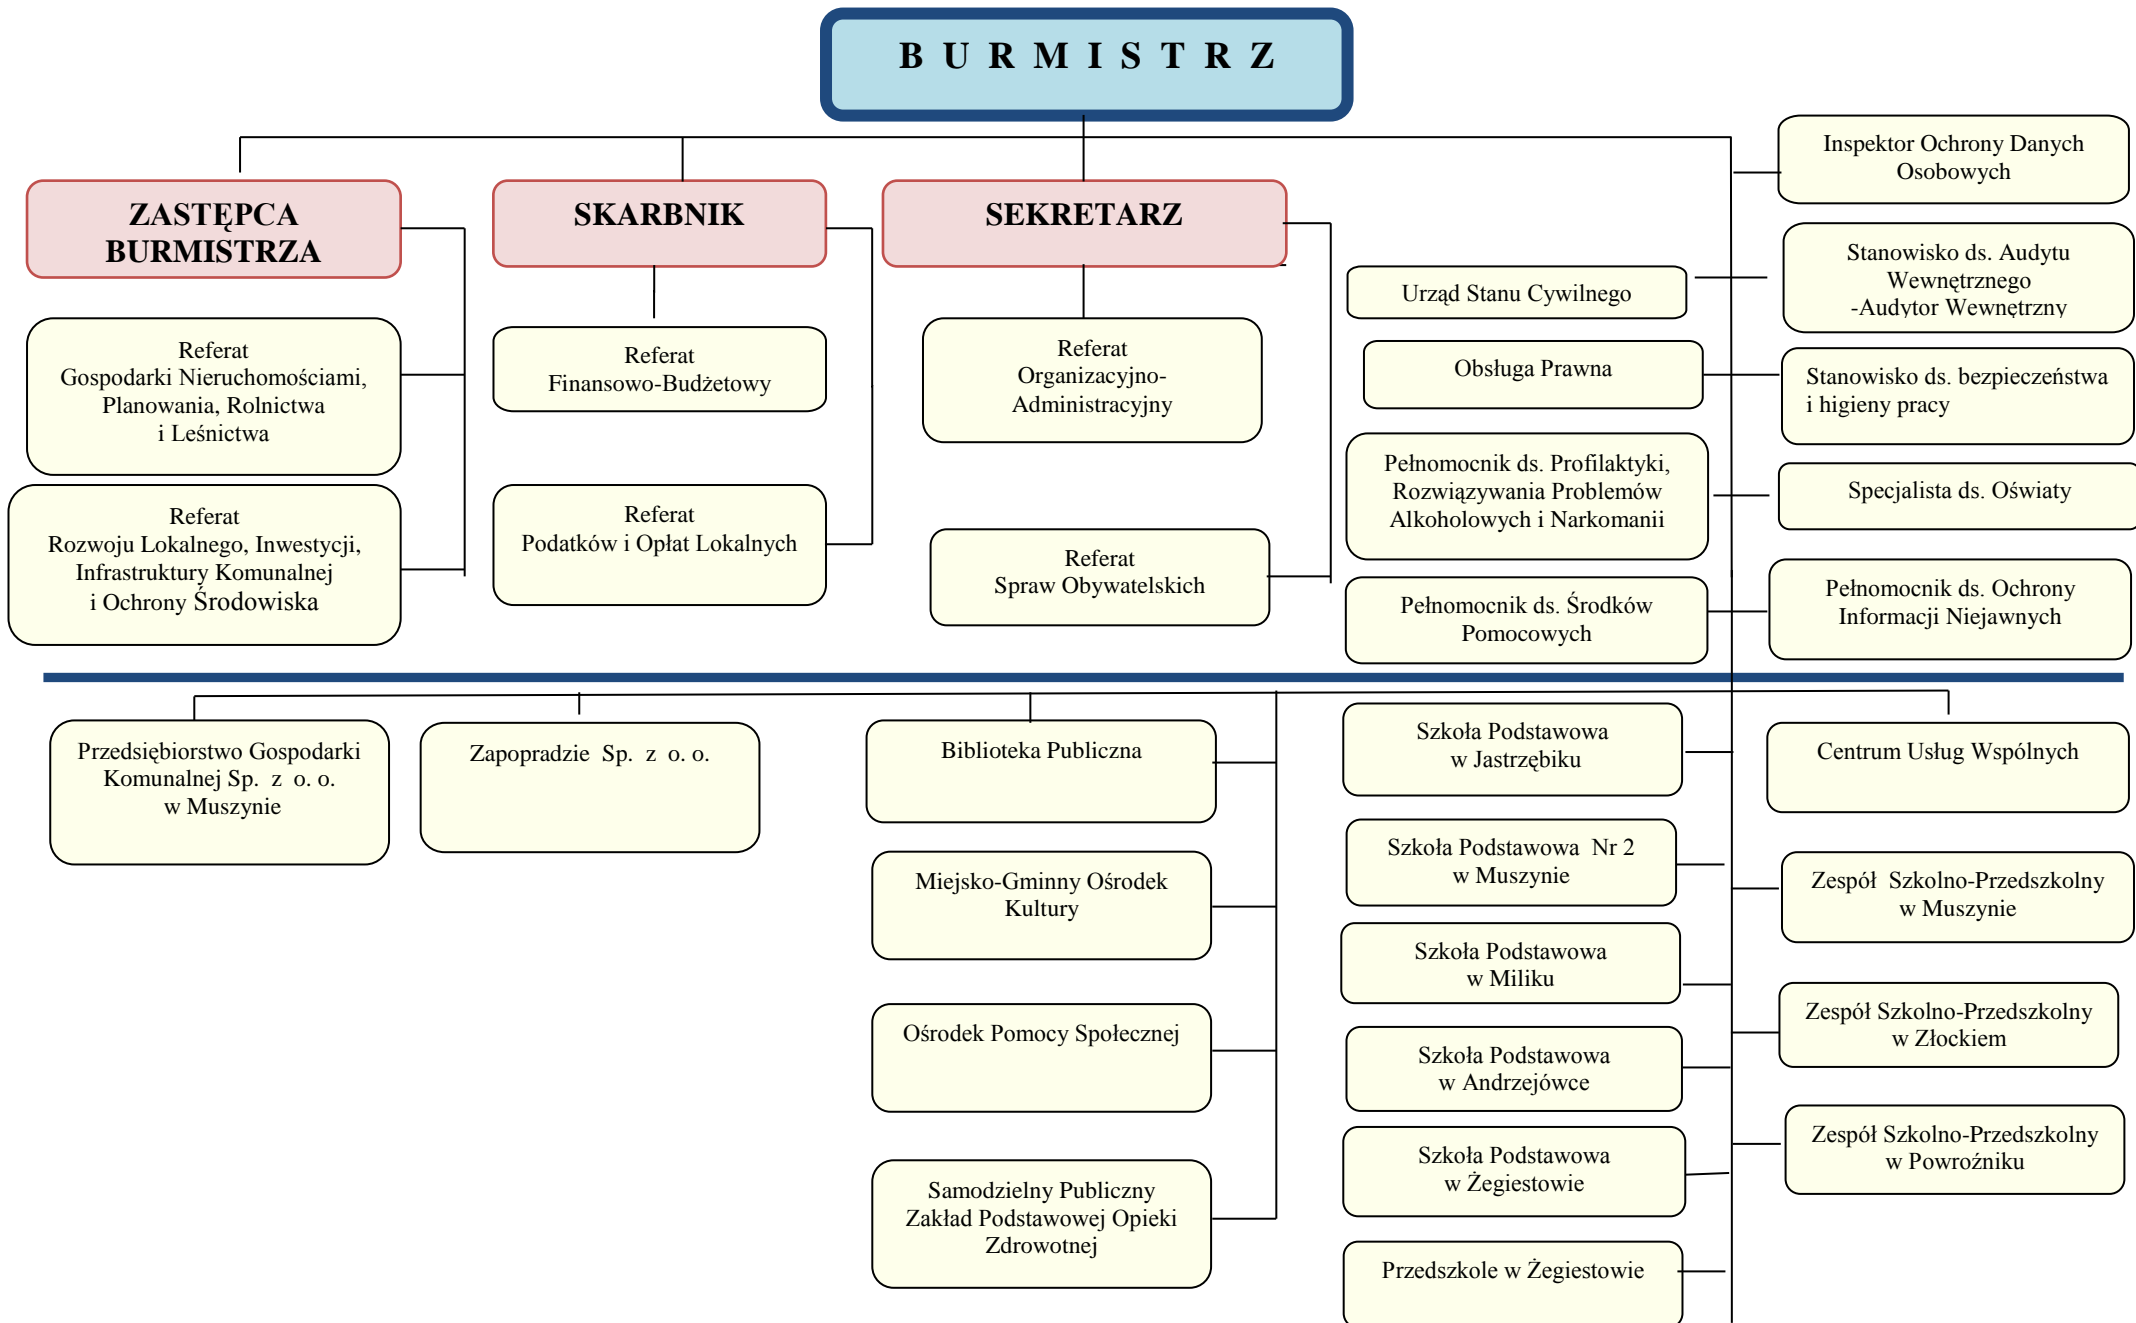 B U R M I S T R Z
Inspektor Ochrony Danych
Osobowych
ZASTĘPCA
BURMISTRZA
SKARBNIK
SEKRETARZ
Stanowisko ds. Audytu
Wewnętrznego
-Audytor Wewnętrzny
Urząd Stanu Cywilnego
Referat
Gospodarki Nieruchomościami,
Planowania, Rolnictwa
i Leśnictwa
Referat
Finansowo-Budżetowy
Referat
Organizacyjno-
Administracyjny
Obsługa Prawna
Stanowisko ds. bezpieczeństwa
i higieny pracy
Pełnomocnik ds. Profilaktyki,
Rozwiązywania Problemów
Alkoholowych i Narkomanii
Specjalista ds. Oświaty
Referat
Rozwoju Lokalnego, Inwestycji,
Infrastruktury Komunalnej
i Ochrony Środowiska
Referat
Podatków i Opłat Lokalnych
Referat
Spraw Obywatelskich
Pełnomocnik ds. Środków
Pomocowych
Pełnomocnik ds. Ochrony
Informacji Niejawnych
Przedsiębiorstwo Gospodarki
Komunalnej Sp. z o. o.
w Muszynie
Zapopradzie Sp. z o. o.
Biblioteka Publiczna
Szkoła Podstawowa
w Jastrzębiku
Centrum Usług Wspólnych
Szkoła Podstawowa Nr 2
w Muszynie
Miejsko-Gminny Ośrodek
Kultury
Zespół Szkolno-Przedszkolny
w Muszynie
Szkoła Podstawowa
w Miliku
Ośrodek Pomocy Społecznej
Zespół Szkolno-Przedszkolny
w Złockiem
Szkoła Podstawowa
w Andrzejówce
Zespół Szkolno-Przedszkolny
w Powroźniku
Szkoła Podstawowa
w Żegiestowie
Samodzielny Publiczny
Zakład Podstawowej Opieki
Zdrowotnej
Przedszkole w Żegiestowie